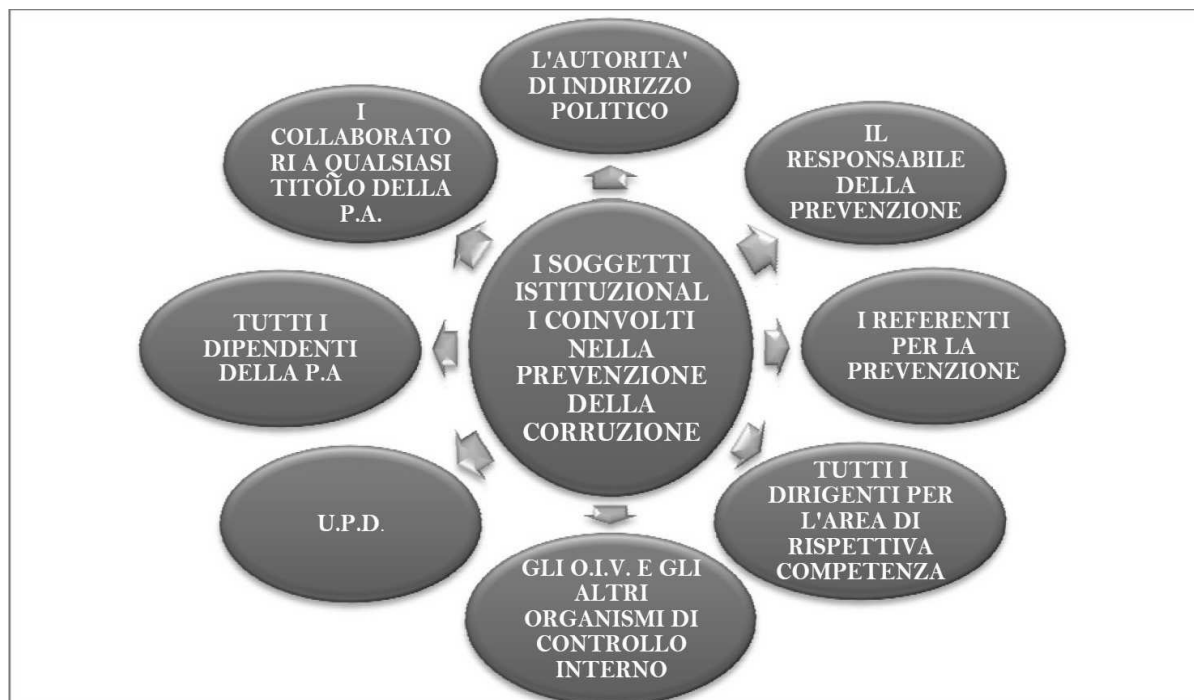 L'AUTORITA'
DI INDIRIZZO
POLITICO
IL
RESPONSABILE
DELLA
PREVENZIONE
I REFERENTI
PER LA
PREVENZIONE
TUTTI I
DIRIGENTI PER
L'AREA DI
RISPETTIVA
COMPETENZA
GLI O.I.V. E GLI
ALTRI
ORGANISMI DI
CONTROLLO
INTERNO
U.P.D.
TUTTI I
DIPENDENTI
DELLA P.A
I
COLLABORATO
RI A QUALSIASI
TITOLO DELLA
P.A.
I SOGGETTI
ISTITUZIONAL
I COINVOLTI
NELLA
PREVENZIONE
DELLA
CORRUZIONE